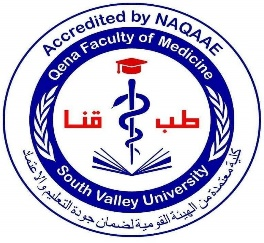 Accredited by NAQAAE
Qena Faculty of Medicine
طب قنا
South Valley University
كلية معتمدة من الهيئة القومية لضمان جودة التعليم والاعتماد